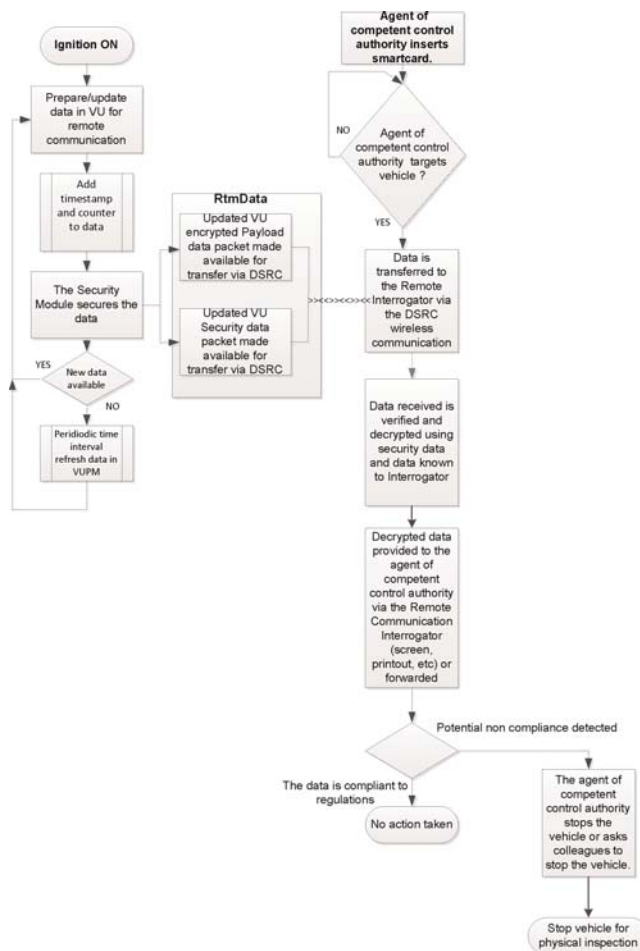 Ignition ON
Prepare/update
data in VU for
remote
communication
Add
timestamp
and counter
to data
The Security
Module secures the
data
YES
New data
available
NO
Peridiodic time
interval
refresh data in
VUPM
RtmData
Updated VU
encrypted Payload
data packet made
available for
transfer via DSRC
Updated VU
Security data
packet made
available for
transfer via DSRC
Agent of
competent control
authority inserts
smartcard.
NO
Agent of
competent control
authority targets
vehicle ?
YES
Data is
transferred to
the Remote
Interrogator via
the DSRC
wireless
communication
Data received is
verified and
decrypted using
security data
and data known
to Interrogator
Decrypted data
provided to the
agent of
competent
control authority
via the Remote
Communication
Interrogator
(screen,
printout, etc) or
forwarded
Potential non compliance detected
The data is compliant to
regulations
No action taken
The agent of
competent
control authority
stops the
vehicle or asks
colleagues to
stop the vehicle.
Stop vehicle for
physical inspection